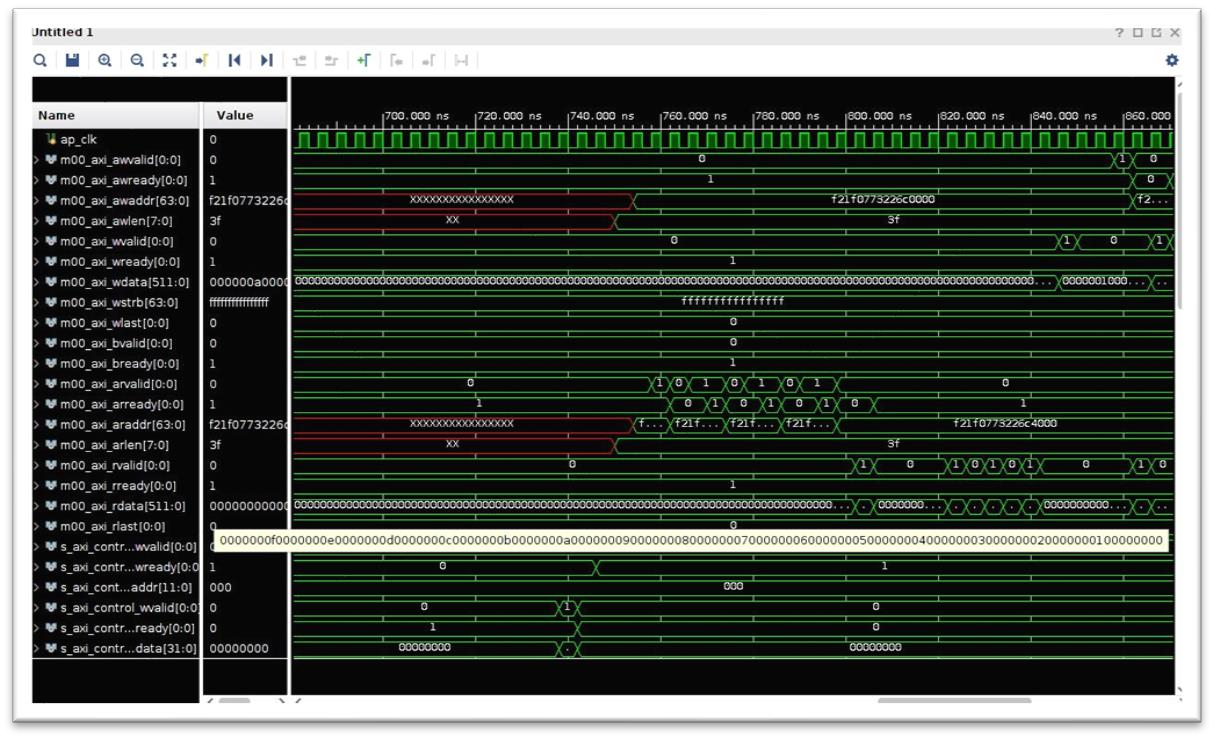 Untitled 1
Name Value
700.000 ns 720.000 ns 740.000 ns 760.000 ns 780.000 ns 800.000 ns 820.000 ns 840.000 ns 860.000
ap_clk 0
m00_axi_awvalid[0:0] 0 0 1 0
m00_axi_awready[0:0] 1 1 0
m00_axi_awaddr[63:0] f21f0773226c XXXXXXXXXXXXXXXX f21f0773226c0000 f2...
m00_axi_awlen[7:0] 3f XX 3f
m00_axi_wvalid[0:0] 0 0 1 0 1
m00_axi_wready[0:0] 1 1
m00_axi_wdata[511:0] 000000a0000 ... 0000001000...
m00_axi_wstrb[63:0] ffffffffffffffff ffffffffffffffff
m00_axi_wlast[0:0] 0 0
m00_axi_bvalid[0:0] 0 0
m00_axi_bready[0:0] 1 1
m00_axi_arvalid[0:0] 0 0 1 0 1 0 1 0 1 0
m00_axi_arready[0:0] 1 1 0 1 0 1 0 1 0 1
m00_axi_araddr[63:0] f21f0773226c XXXXXXXXXXXXXXXX f... f21f... f21f... f21f... f21f0773226c4000
m00_axi_arlen[7:0] 3f XX 3f
m00_axi_rvalid[0:0] 0 0 1 0 1 0 1 0 1 0 1 0
m00_axi_rready[0:0] 1 1
m00_axi_rdata[511:0] 00000000000 ... 0000000... 0000000000...
m00_axi_rlast[0:0] 0 0
0000000f0000000e0000000d0000000c0000000b0000000a00000009000000080000000700000006000000050000000400000003000000020000000100000000
s_axi_contr...wvalid[0:0]
s_axi_contr...wready[0:0 1 0 1
s_axi_cont...addr[11:0] 000 000
s_axi_control_wvalid[0:0 0 0 1 0
s_axi_contr...ready[0:0] 0 1 0
s_axi_contr...data[31:0] 00000000 00000000 . 00000000